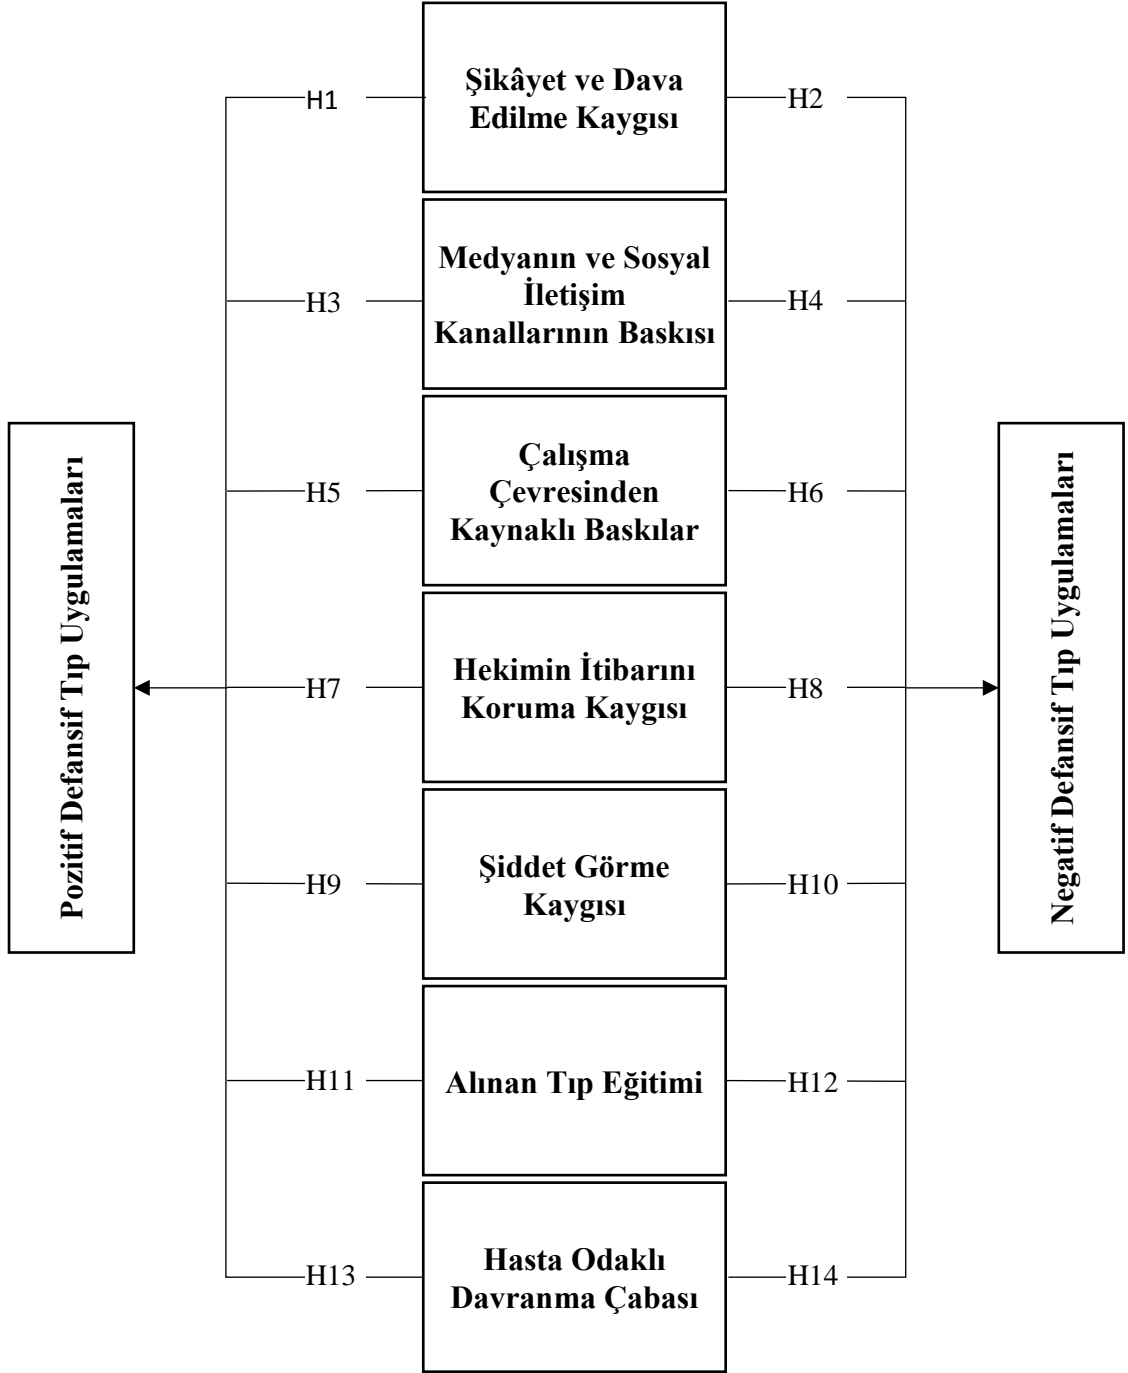 H1
Şikâyet ve Dava
Edilme Kaygısı
H2
H3
Medyanın ve Sosyal
İletişim
Kanallarının Baskısı
H4
H5
Çalışma
Çevresinden
Kaynaklı Baskılar
H6
Pozitif Defansif Tıp Uygulamaları
H7
Hekimin İtibarını
Koruma Kaygısı
H8
Negatif Defansif Tıp Uygulamaları
H9
Şiddet Görme
Kaygısı
H10
H11
Alınan Tıp Eğitimi
H12
H13
Hasta Odaklı
Davranma Çabası
H14